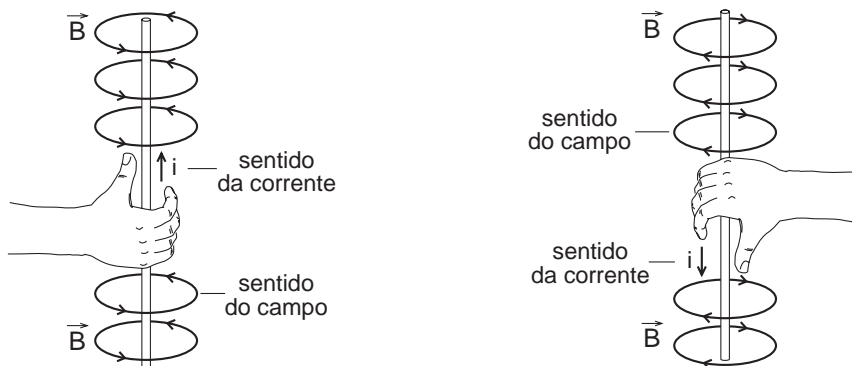 B
i
sentido
da corrente
sentido
do campo
B
B
sentido
do campo
sentido
da corrente
i
B